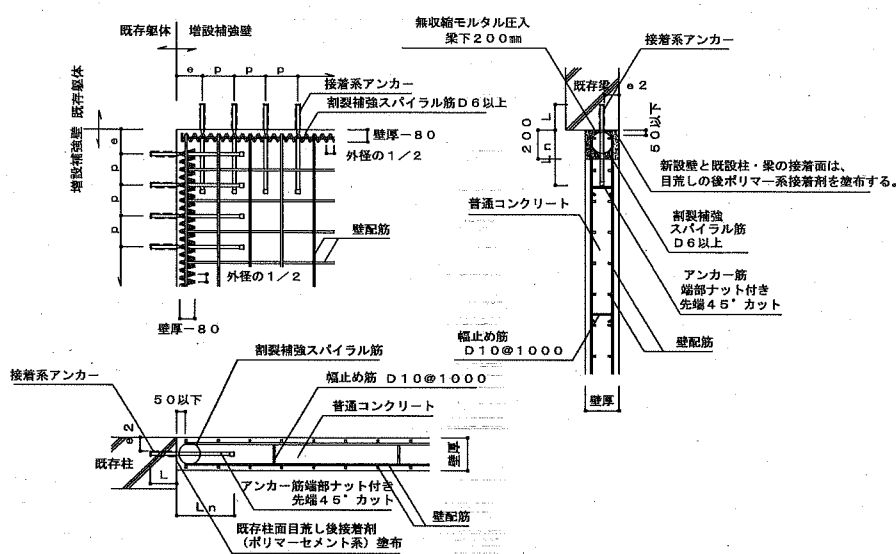 既存躯体 増設補強壁
e p p p
接着系アンカー
割裂補強スパイラル筋D6以上
壁厚−80
外径の1/2
増設補強壁 既存躯体
e
p
p
p
壁配筋
外径の1/2
壁厚−80
無収縮モルタル圧入
梁下200mm
接着系アンカー
既存梁
e2
L
200
Ln
50以下
新設壁と既設柱・梁の接着面は、
目荒しの後ポリマー系接着剤を塗布する。
普通コンクリート
割裂補強
スパイラル筋
D6以上
アンカー筋
端部ナット付き
先端45°カット
幅止め筋
D10@1000
壁配筋
壁厚
割裂補強スパイラル筋
接着系アンカー
幅止め筋 D10@1000
50以下
普通コンクリート
e2
既存柱
壁厚
L
アンカー筋端部ナット付き
先端45°カット
Ln
壁配筋
既存柱面目荒し後接着剤
(ポリマーセメント系)塗布